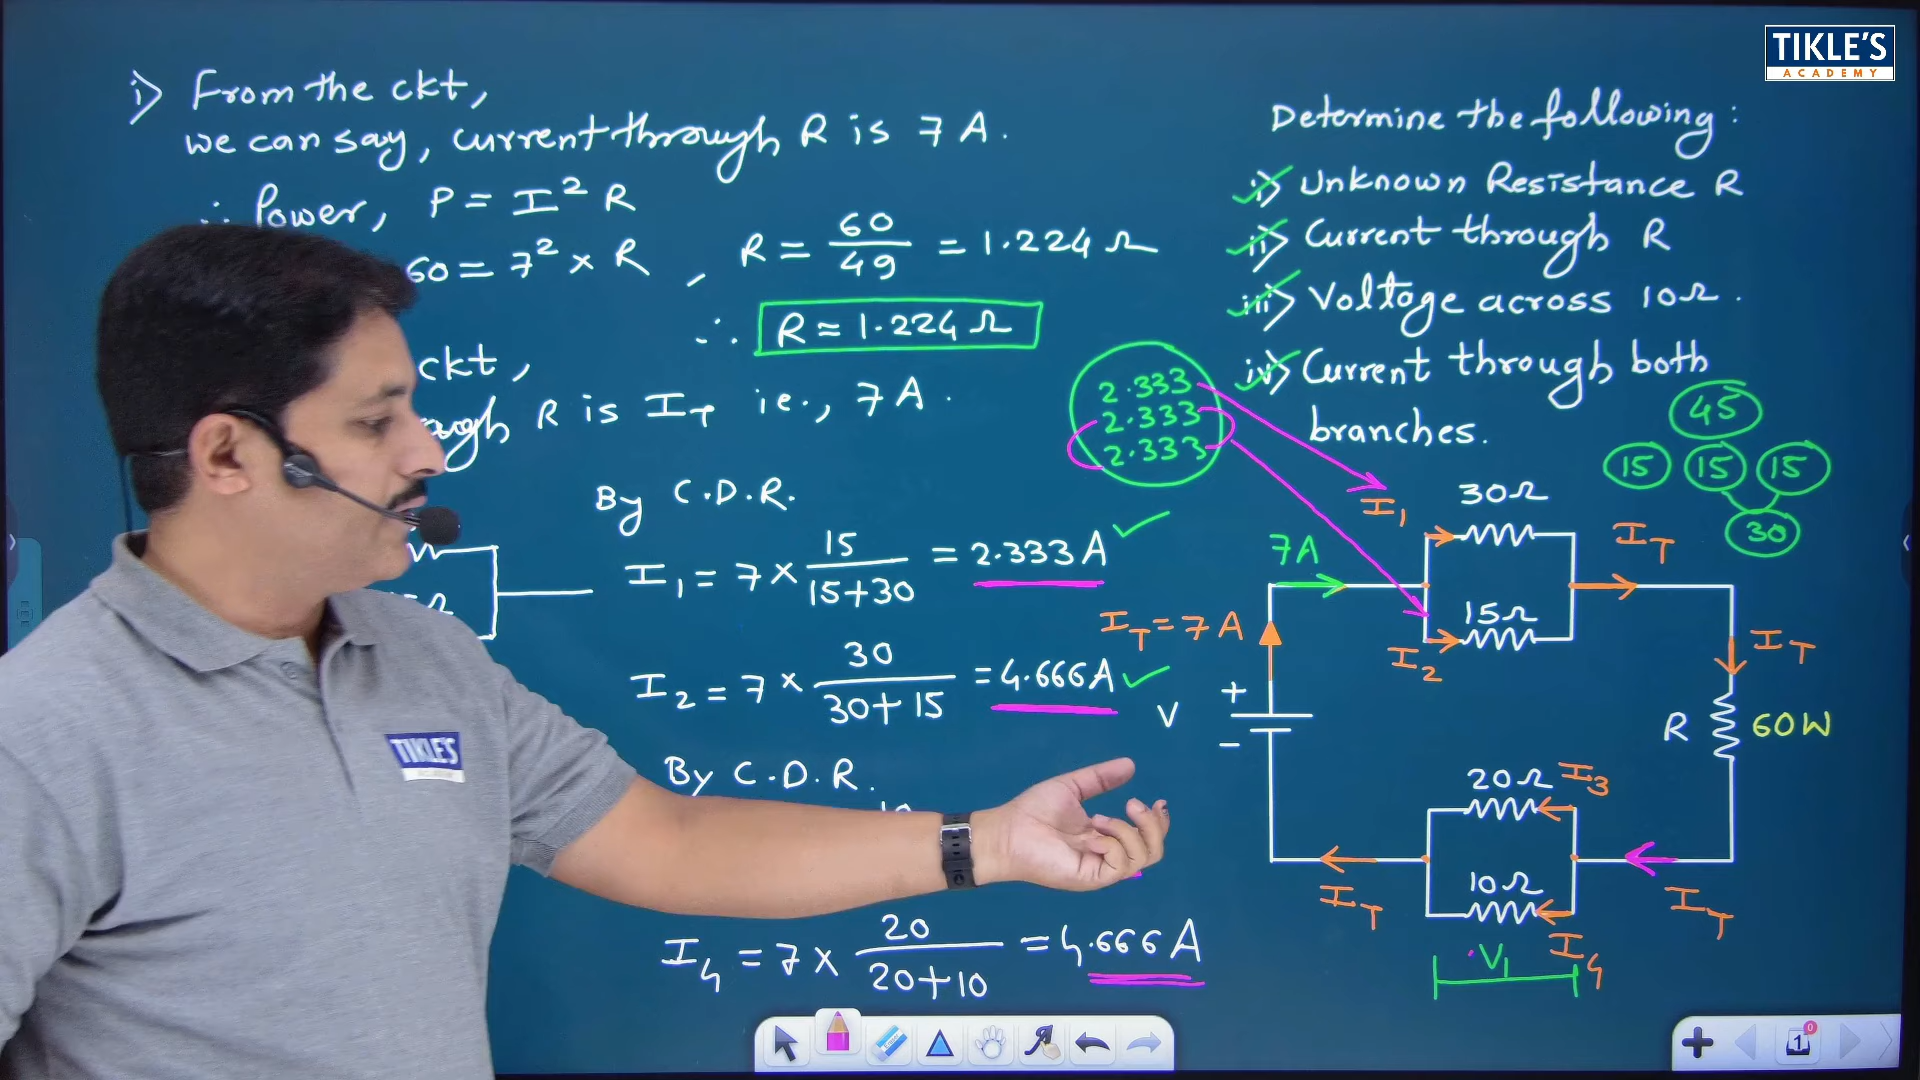 TIKLE'S
ACADEMY
i> From the ckt,
we can say, current through R is 7 A.
∴ Power, P = I² R
60 = 7² × R , R = 60/49 = 1.224 Ω
∴ R = 1.224 Ω
ckt,
R is I_T ie., 7 A.
By C.D.R.
I₁ = 7 × 15/(15+30) = 2.333 A ✓
I₂ = 7 × 30/(30+15) = 4.666 A ✓
By C.D.R.
I₄ = 7 × 20/(20+10) = 4.666 A
Determine the following :
i> Unknown Resistance R
ii> Current through R
iii> Voltage across 10Ω .
iv> Current through both
branches.
2.333
2.333
2.333
45
15 15 15
30
30Ω
I₁
I_T
7A
15Ω
I_T = 7 A
I₂
I_T
+
V
-
R
60W
20Ω
I₃
10Ω
I_T
I_T
I₄
V₁
TIKLE'S
1
0